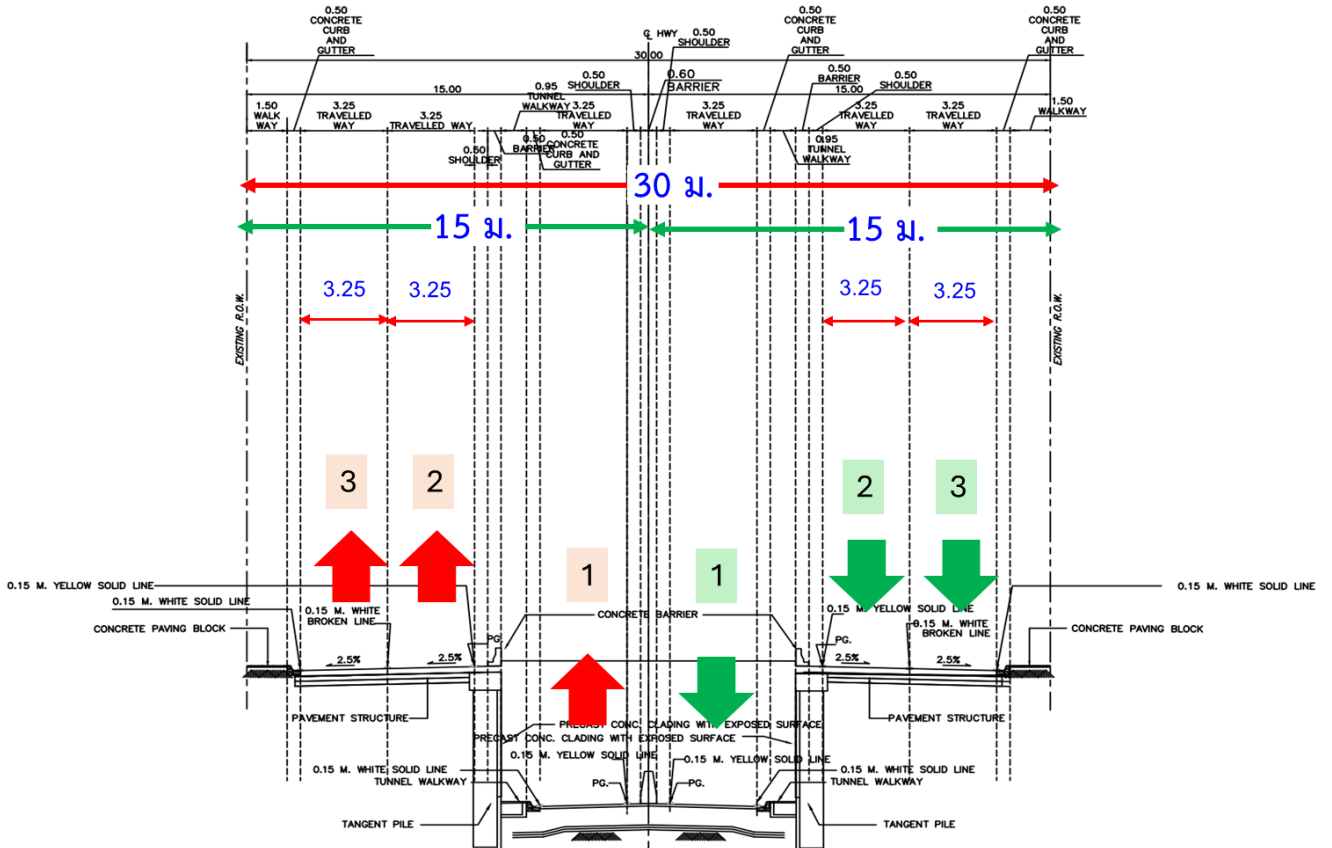 0.50
CONCRETE
CURB
AND
GUTTER
℄ HWY
0.50
SHOULDER
0.50
CONCRETE
CURB
AND
GUTTER
0.50
CONCRETE
CURB
AND
GUTTER
30.00
15.00
0.50
SHOULDER
0.60
BARRIER
0.50
BARRIER
0.50
SHOULDER
15.00
1.50
WALK
WAY
3.25
TRAVELLED
WAY
3.25
TRAVELLED WAY
0.95
TUNNEL
WALKWAY
3.25
TRAVELLED
WAY
3.25
TRAVELLED
WAY
3.25
TRAVELLED
WAY
3.25
TRAVELLED
WAY
1.50
WALKWAY
0.50
SHOULDER
0.50
BARRIER
0.50
CONCRETE
CURB AND
GUTTER
0.95
TUNNEL
WALKWAY
30 ม.
15 ม.
15 ม.
3.25
3.25
3.25
3.25
EXISTING R.O.W.
EXISTING R.O.W.
3
2
2
3
1
1
0.15 M. YELLOW SOLID LINE
0.15 M. WHITE SOLID LINE
0.15 M. WHITE SOLID LINE
0.15 M. WHITE
BROKEN LINE
CONCRETE BARRIER
0.15 M. YELLOW SOLID LINE
0.15 M. WHITE
BROKEN LINE
CONCRETE PAVING BLOCK
CONCRETE PAVING BLOCK
PG.
PG.
2.5%
2.5%
2.5%
2.5%
PAVEMENT STRUCTURE
PAVEMENT STRUCTURE
PRECAST CONC. CLADING WITH EXPOSED SURFACE
PRECAST CONC. CLADING WITH EXPOSED SURFACE
0.15 M. YELLOW SOLID LINE
0.15 M. YELLOW SOLID LINE
0.15 M. WHITE SOLID LINE
0.15 M. WHITE SOLID LINE
TUNNEL WALKWAY
PG.
PG.
TUNNEL WALKWAY
TANGENT PILE
TANGENT PILE